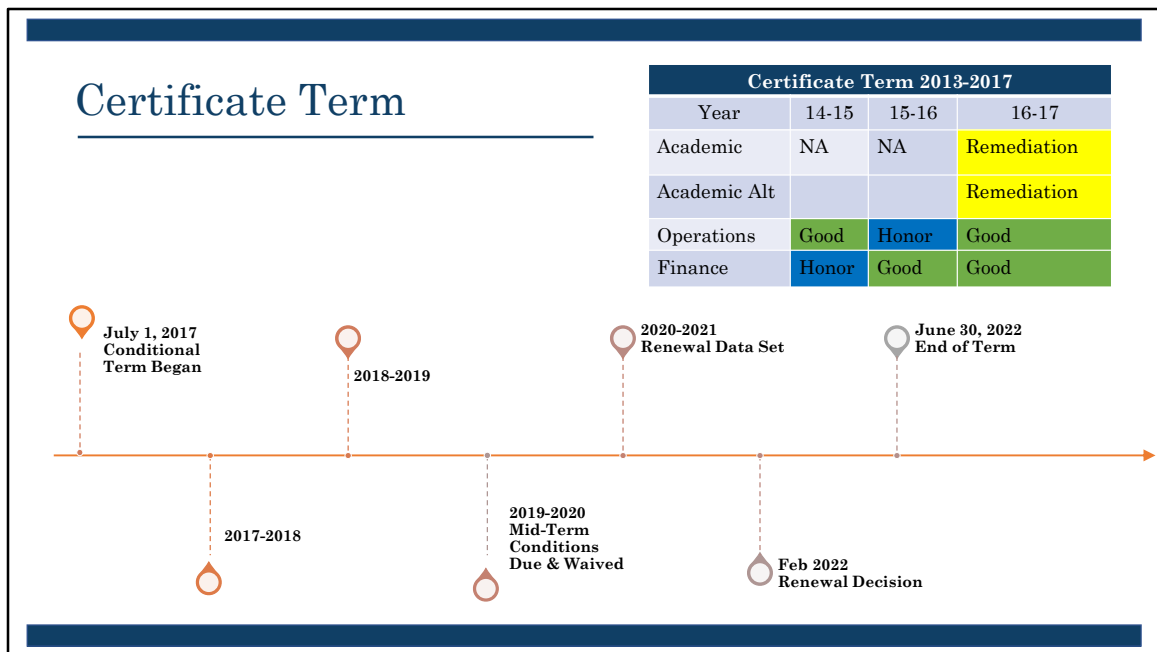 Certificate Term
Certificate Term 2013-2017
Year 14-15 15-16 16-17
Academic NA NA Remediation
Academic Alt Remediation
Operations Good Honor Good
Finance Honor Good Good
July 1, 2017
Conditional
Term Began
2017-2018
2018-2019
2019-2020
Mid-Term
Conditions
Due & Waived
2020-2021
Renewal Data Set
Feb 2022
Renewal Decision
June 30, 2022
End of Term